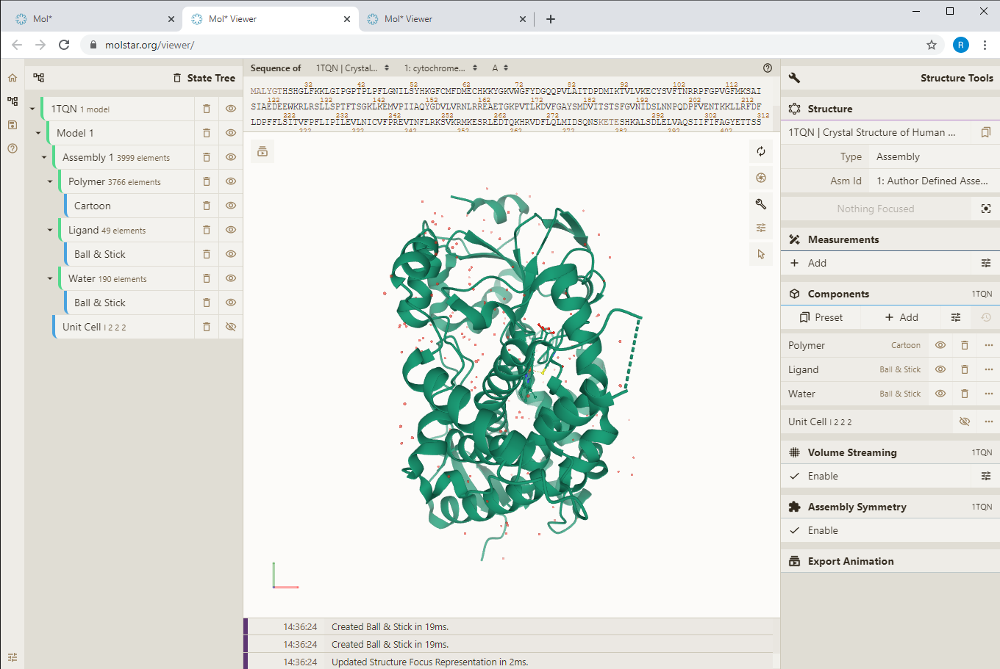 Mol*
Mol* Viewer
Mol* Viewer
molstar.org/viewer/
R
State Tree
1TQN 1 model
Model 1
Assembly 1 3999 elements
Polymer 3766 elements
Cartoon
Ligand 49 elements
Ball & Stick
Water 190 elements
Ball & Stick
Unit Cell I 2 2 2
Sequence of 1TQN | Crystal... 1: cytochrome... A
32 42 52 62 72 82 92 102 112
MALYGTHSHGLFKKLGIPGPTPLPFLGNILSYHKGFCMFDMECHKKYGKVWGFYDGQQPVLAITDPDMIKTVLVKECYSVFTNRRPFGPVGFMKSAI
122 132 142 152 162 172 182 192 202 212
SIAEDEEWKRLRSLLSPTFTSGKLKEMVPIIAQYGDVLVRNLRREAETGKPVTLKDVFGAYSMDVITSTSFGVNIDSLNNPQDPFVENTKKLLRFDF
222 232 242 252 262 272 282 292 302 312
LDPFFLSITVFPFLIPILEVLNICVFPREVTNFLRKSVKRMKESRLEDTQKHRVDFLQLMIDSQNSKETESHKALSDLELVAQSIIFIFAGYETTSS
Structure Tools
Structure
1TQN | Crystal Structure of Human ...
Type Assembly
Asm Id 1: Author Defined Asse...
Nothing Focused
Measurements
Add
Components 1TQN
Preset Add
Polymer Cartoon
Ligand Ball & Stick
Water Ball & Stick
Unit Cell I 2 2 2
Volume Streaming 1TQN
Enable
Assembly Symmetry 1TQN
Enable
Export Animation
14:36:24 Created Ball & Stick in 19ms.
14:36:24 Created Ball & Stick in 19ms.
14:36:24 Updated Structure Focus Representation in 2ms.